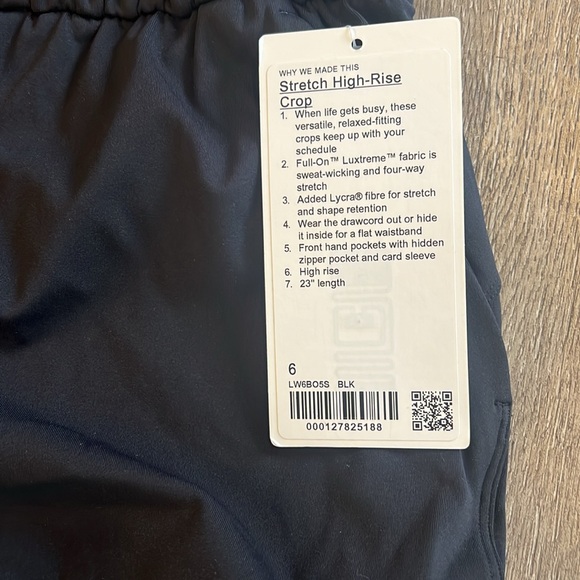 WHY WE MADE THIS
Stretch High-Rise
Crop
1. When life gets busy, these
versatile, relaxed-fitting
crops keep up with your
schedule
2. Full-On™ Luxtreme™ fabric is
sweat-wicking and four-way
stretch
3. Added Lycra® fibre for stretch
and shape retention
4. Wear the drawcord out or hide
it inside for a flat waistband
5. Front hand pockets with hidden
zipper pocket and card sleeve
6. High rise
7. 23" length
6
LW6BO5S BLK
000127825188